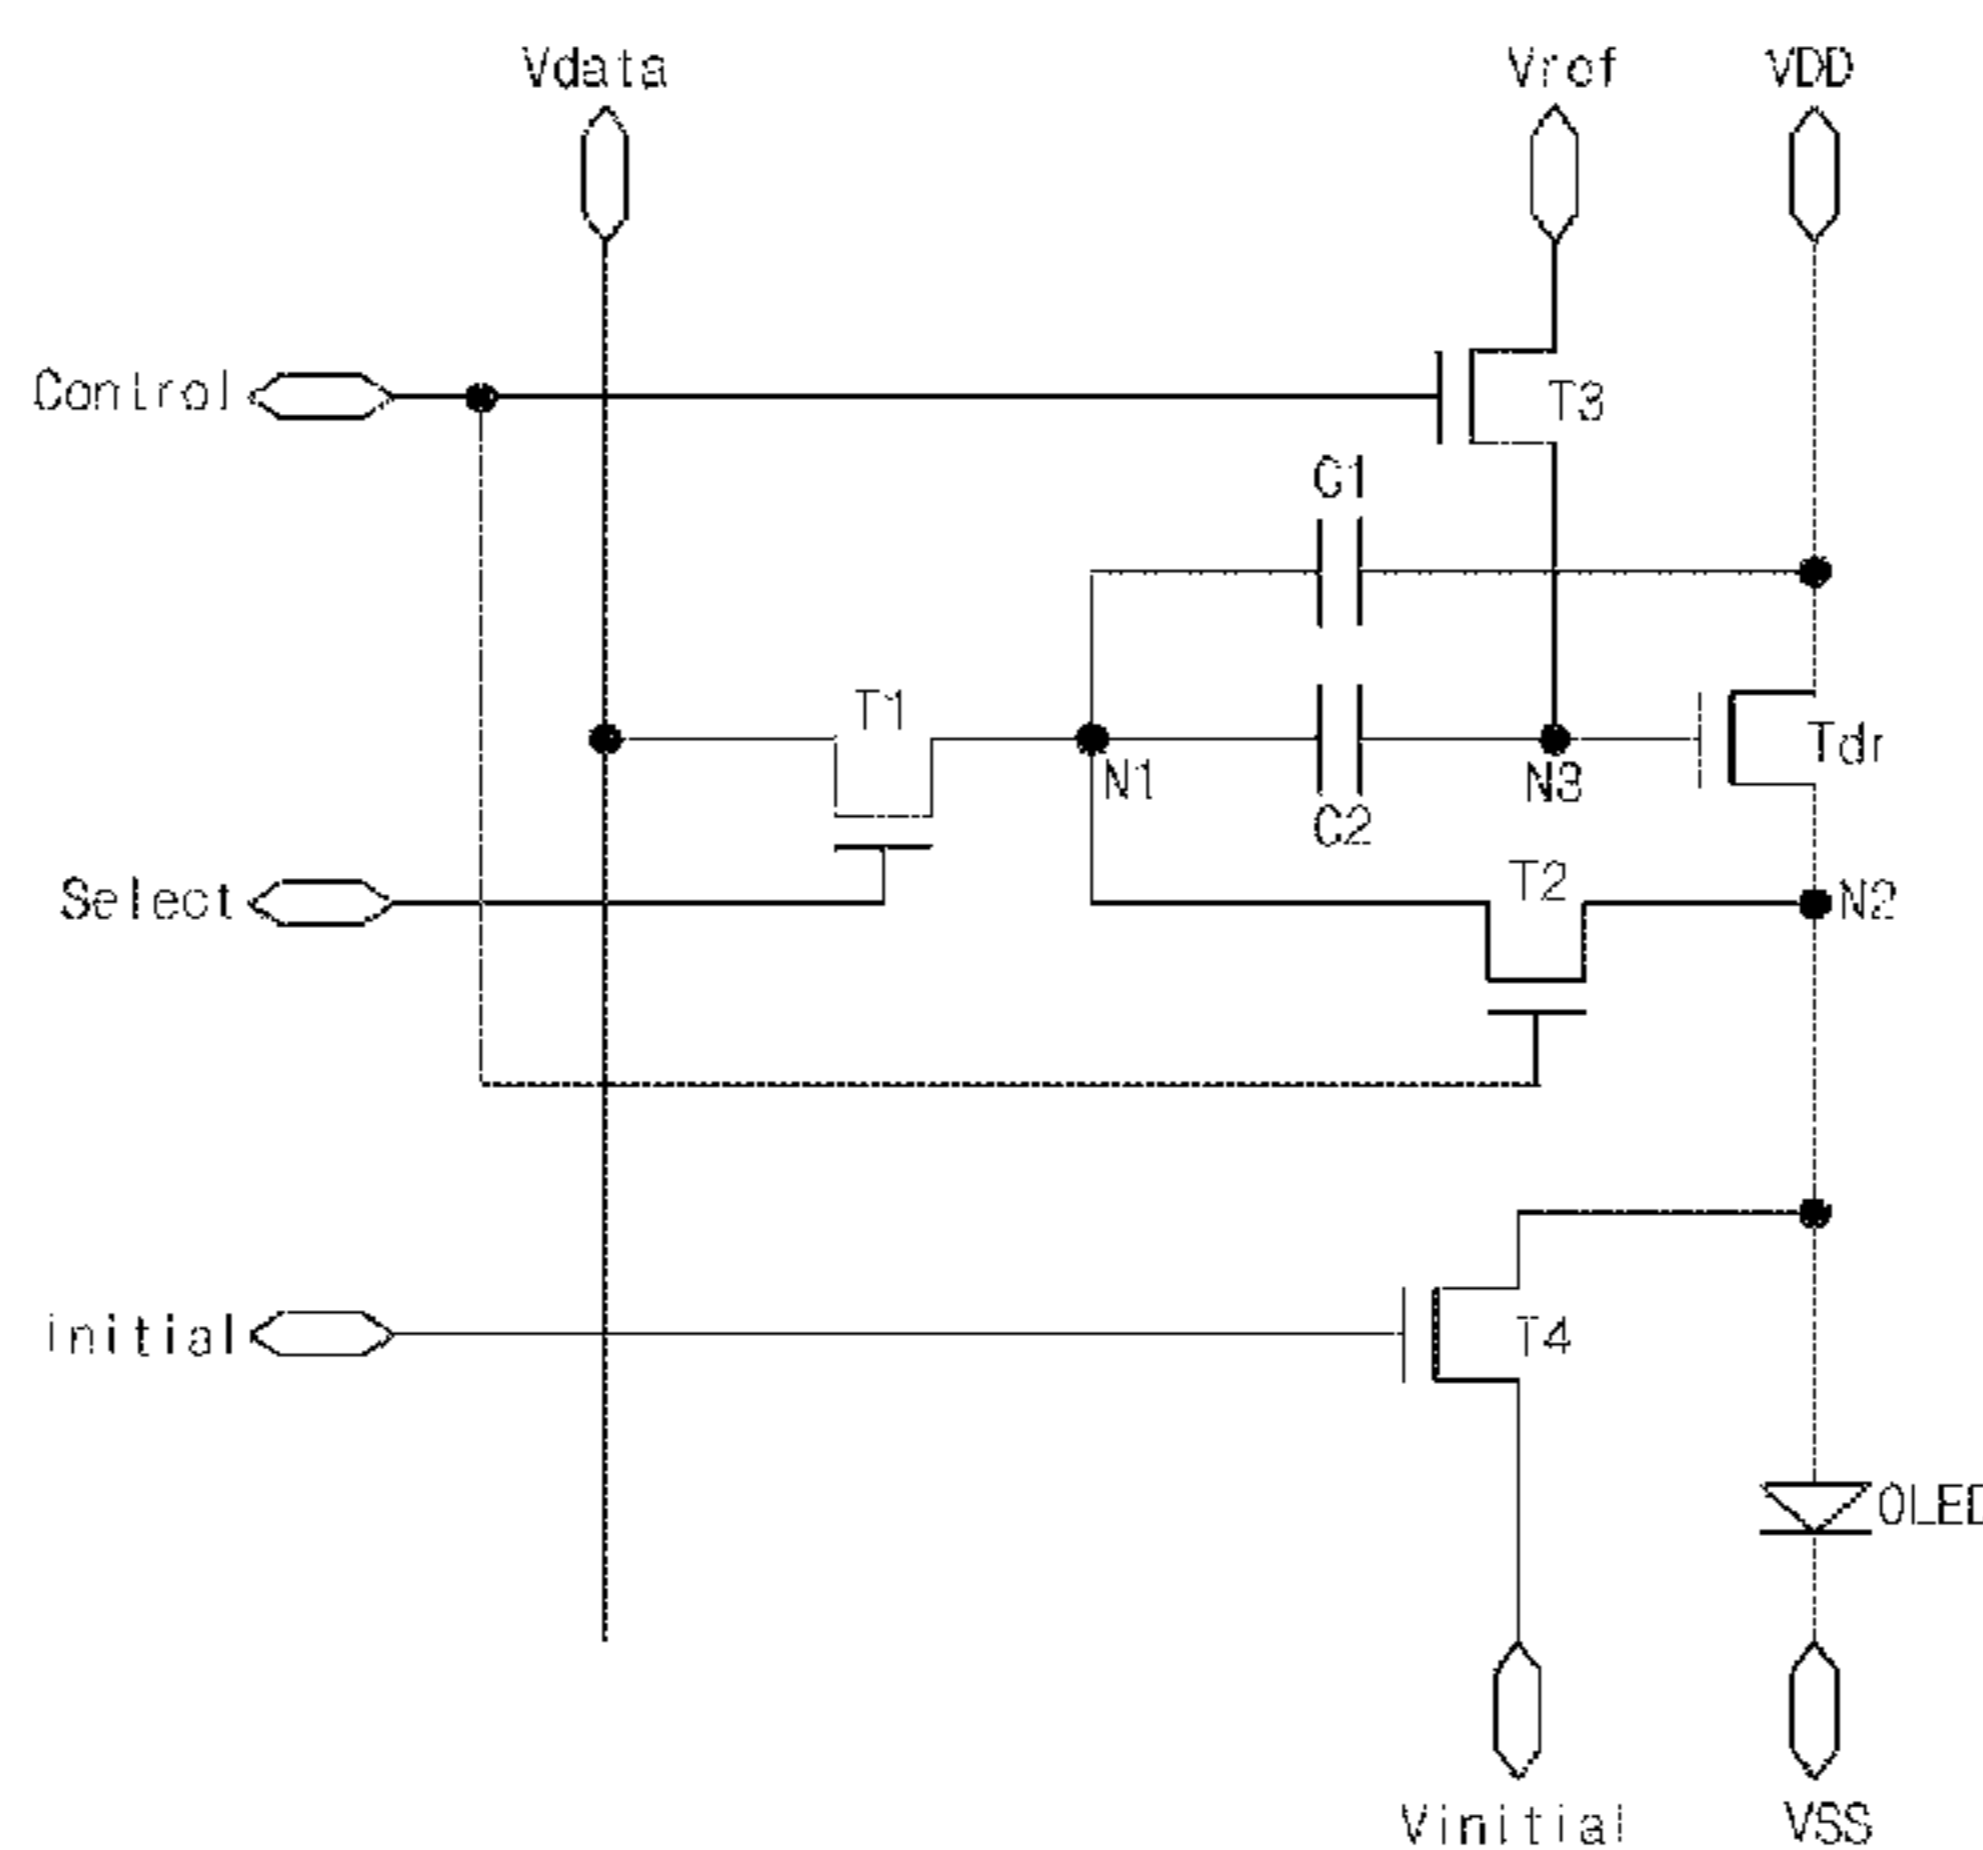 Vdata
Vref
VDD
Control
T3
C1
T1
Tdr
N1
N3
C2
T2
Select
N2
initial
T4
OLED
Vinitial
VSS